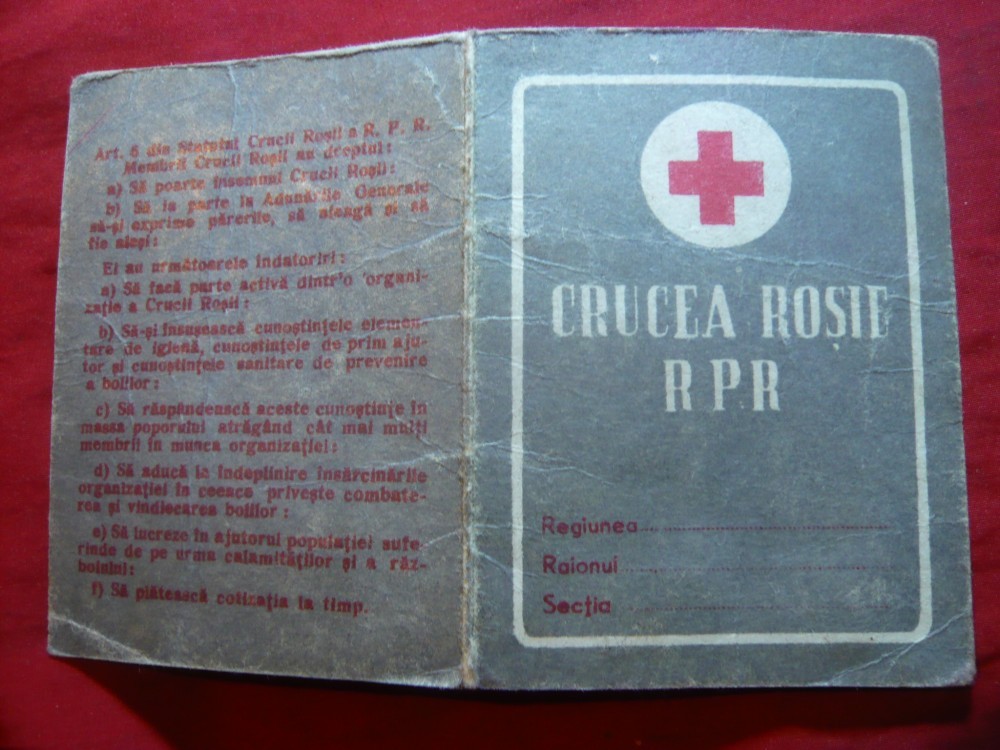 Art. 6 din Statutul Crucii Roșii a R. P. R.
Membrii Crucii Roșii au dreptul:
a) Să poarte însemnul Crucii Roșii:
b) Să ia parte la Adunările Generale
să-și exprime părerile, să aleagă și să
fie aleși:
Ei au următoarele îndatoriri:
a) Să facă parte activă dintr'o organi-
zație a Crucii Roșii:
b) Să-și însușească cunoștințele elemen-
tare de igienă, cunoștințele de prim aju-
tor și cunoștințele sanitare de prevenire
a bolilor:
c) Să răspândească aceste cunoștințe în
massa poporului atrăgând cât mai mulți
membrii în munca organizației:
d) Să aducă la îndeplinire însărcinările
organizației în ceeace privește combate-
rea și vindecarea bolilor:
e) Să lucreze în ajutorul populației sufe-
rinde de pe urma calamităților și a răz-
boiului:
f) Să plătească cotizația la timp.
CRUCEA ROȘIE
R P R
Regiunea
Raionul
Secția